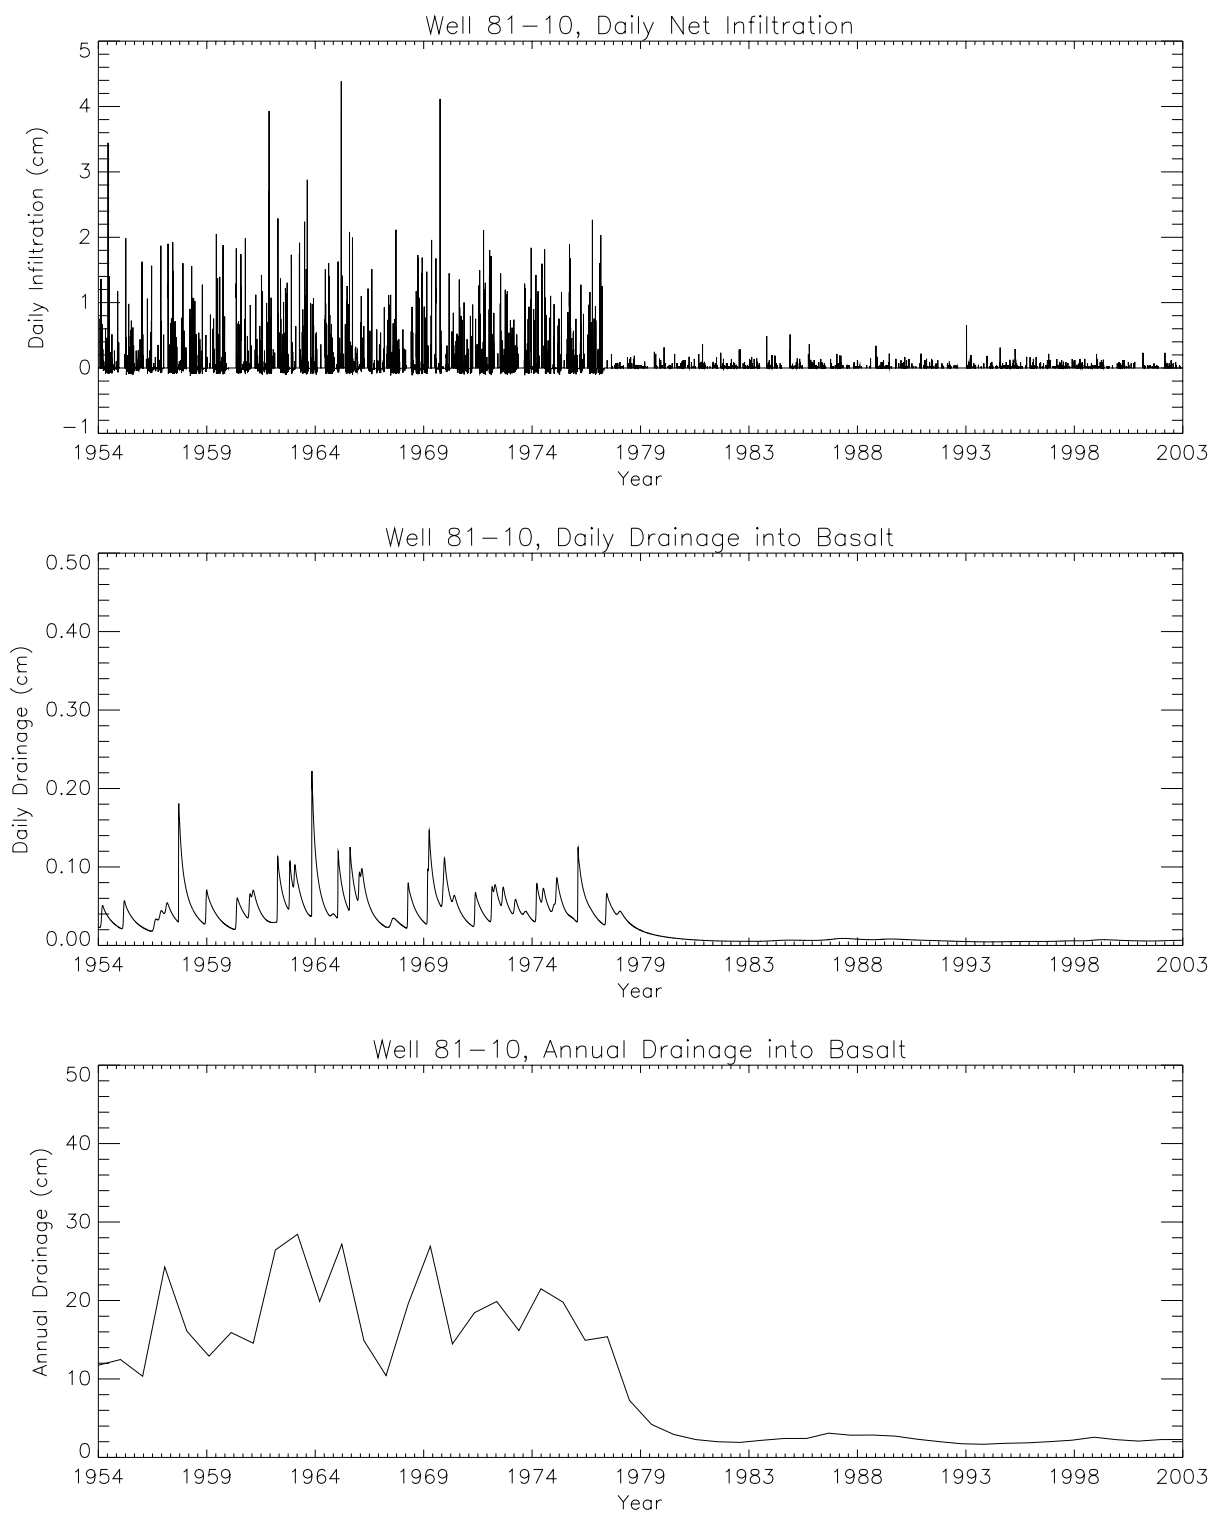 Well 81-10, Daily Net Infiltration
Daily Infiltration (cm)
5
4
3
2
1
0
-1
1954 1959 1964 1969 1974 1979 1983 1988 1993 1998 2003
Year
Well 81-10, Daily Drainage into Basalt
Daily Drainage (cm)
0.50
0.40
0.30
0.20
0.10
0.00
1954 1959 1964 1969 1974 1979 1983 1988 1993 1998 2003
Year
Well 81-10, Annual Drainage into Basalt
Annual Drainage (cm)
50
40
30
20
10
0
1954 1959 1964 1969 1974 1979 1983 1988 1993 1998 2003
Year